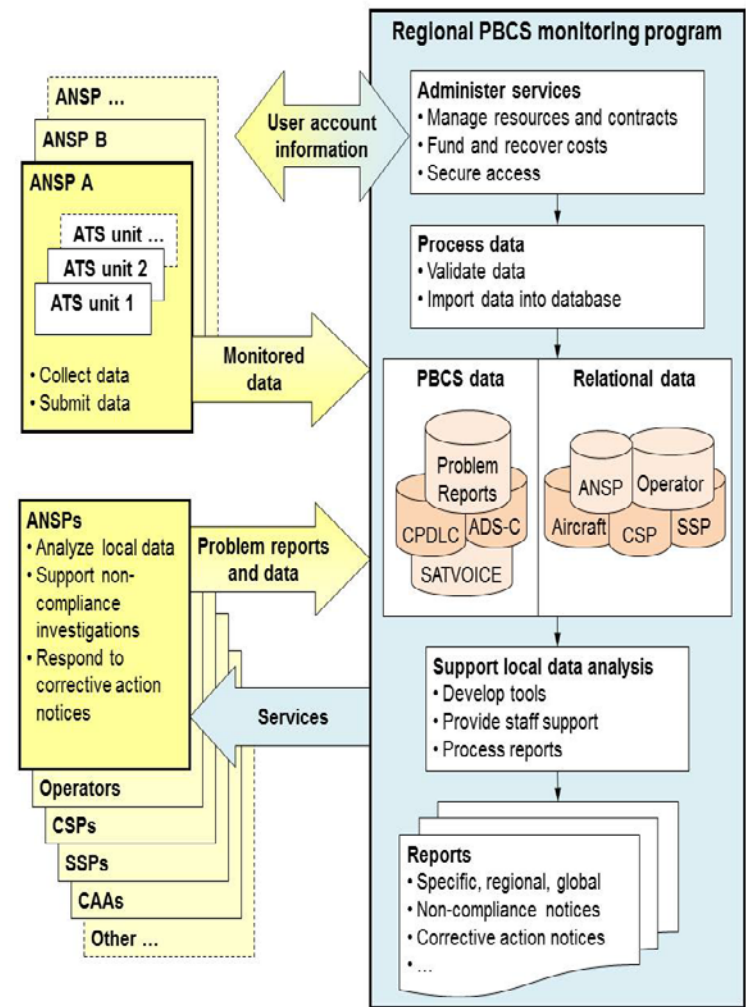 Regional PBCS monitoring program
ANSP …
ANSP B
ANSP A
ATS unit …
ATS unit 2
ATS unit 1
• Collect data
• Submit data
User account
information
Monitored
data
Administer services
• Manage resources and contracts
• Fund and recover costs
• Secure access
Process data
• Validate data
• Import data into database
PBCS data
Problem
Reports
CPDLC
ADS-C
SATVOICE
Relational data
ANSP
Operator
Aircraft
CSP
SSP
ANSPs
• Analyze local data
• Support non-
compliance
investigations
• Respond to
corrective action
notices
Operators
CSPs
SSPs
CAAs
Other …
Problem reports
and data
Services
Support local data analysis
• Develop tools
• Provide staff support
• Process reports
Reports
• Specific, regional, global
• Non-compliance notices
• Corrective action notices
• …